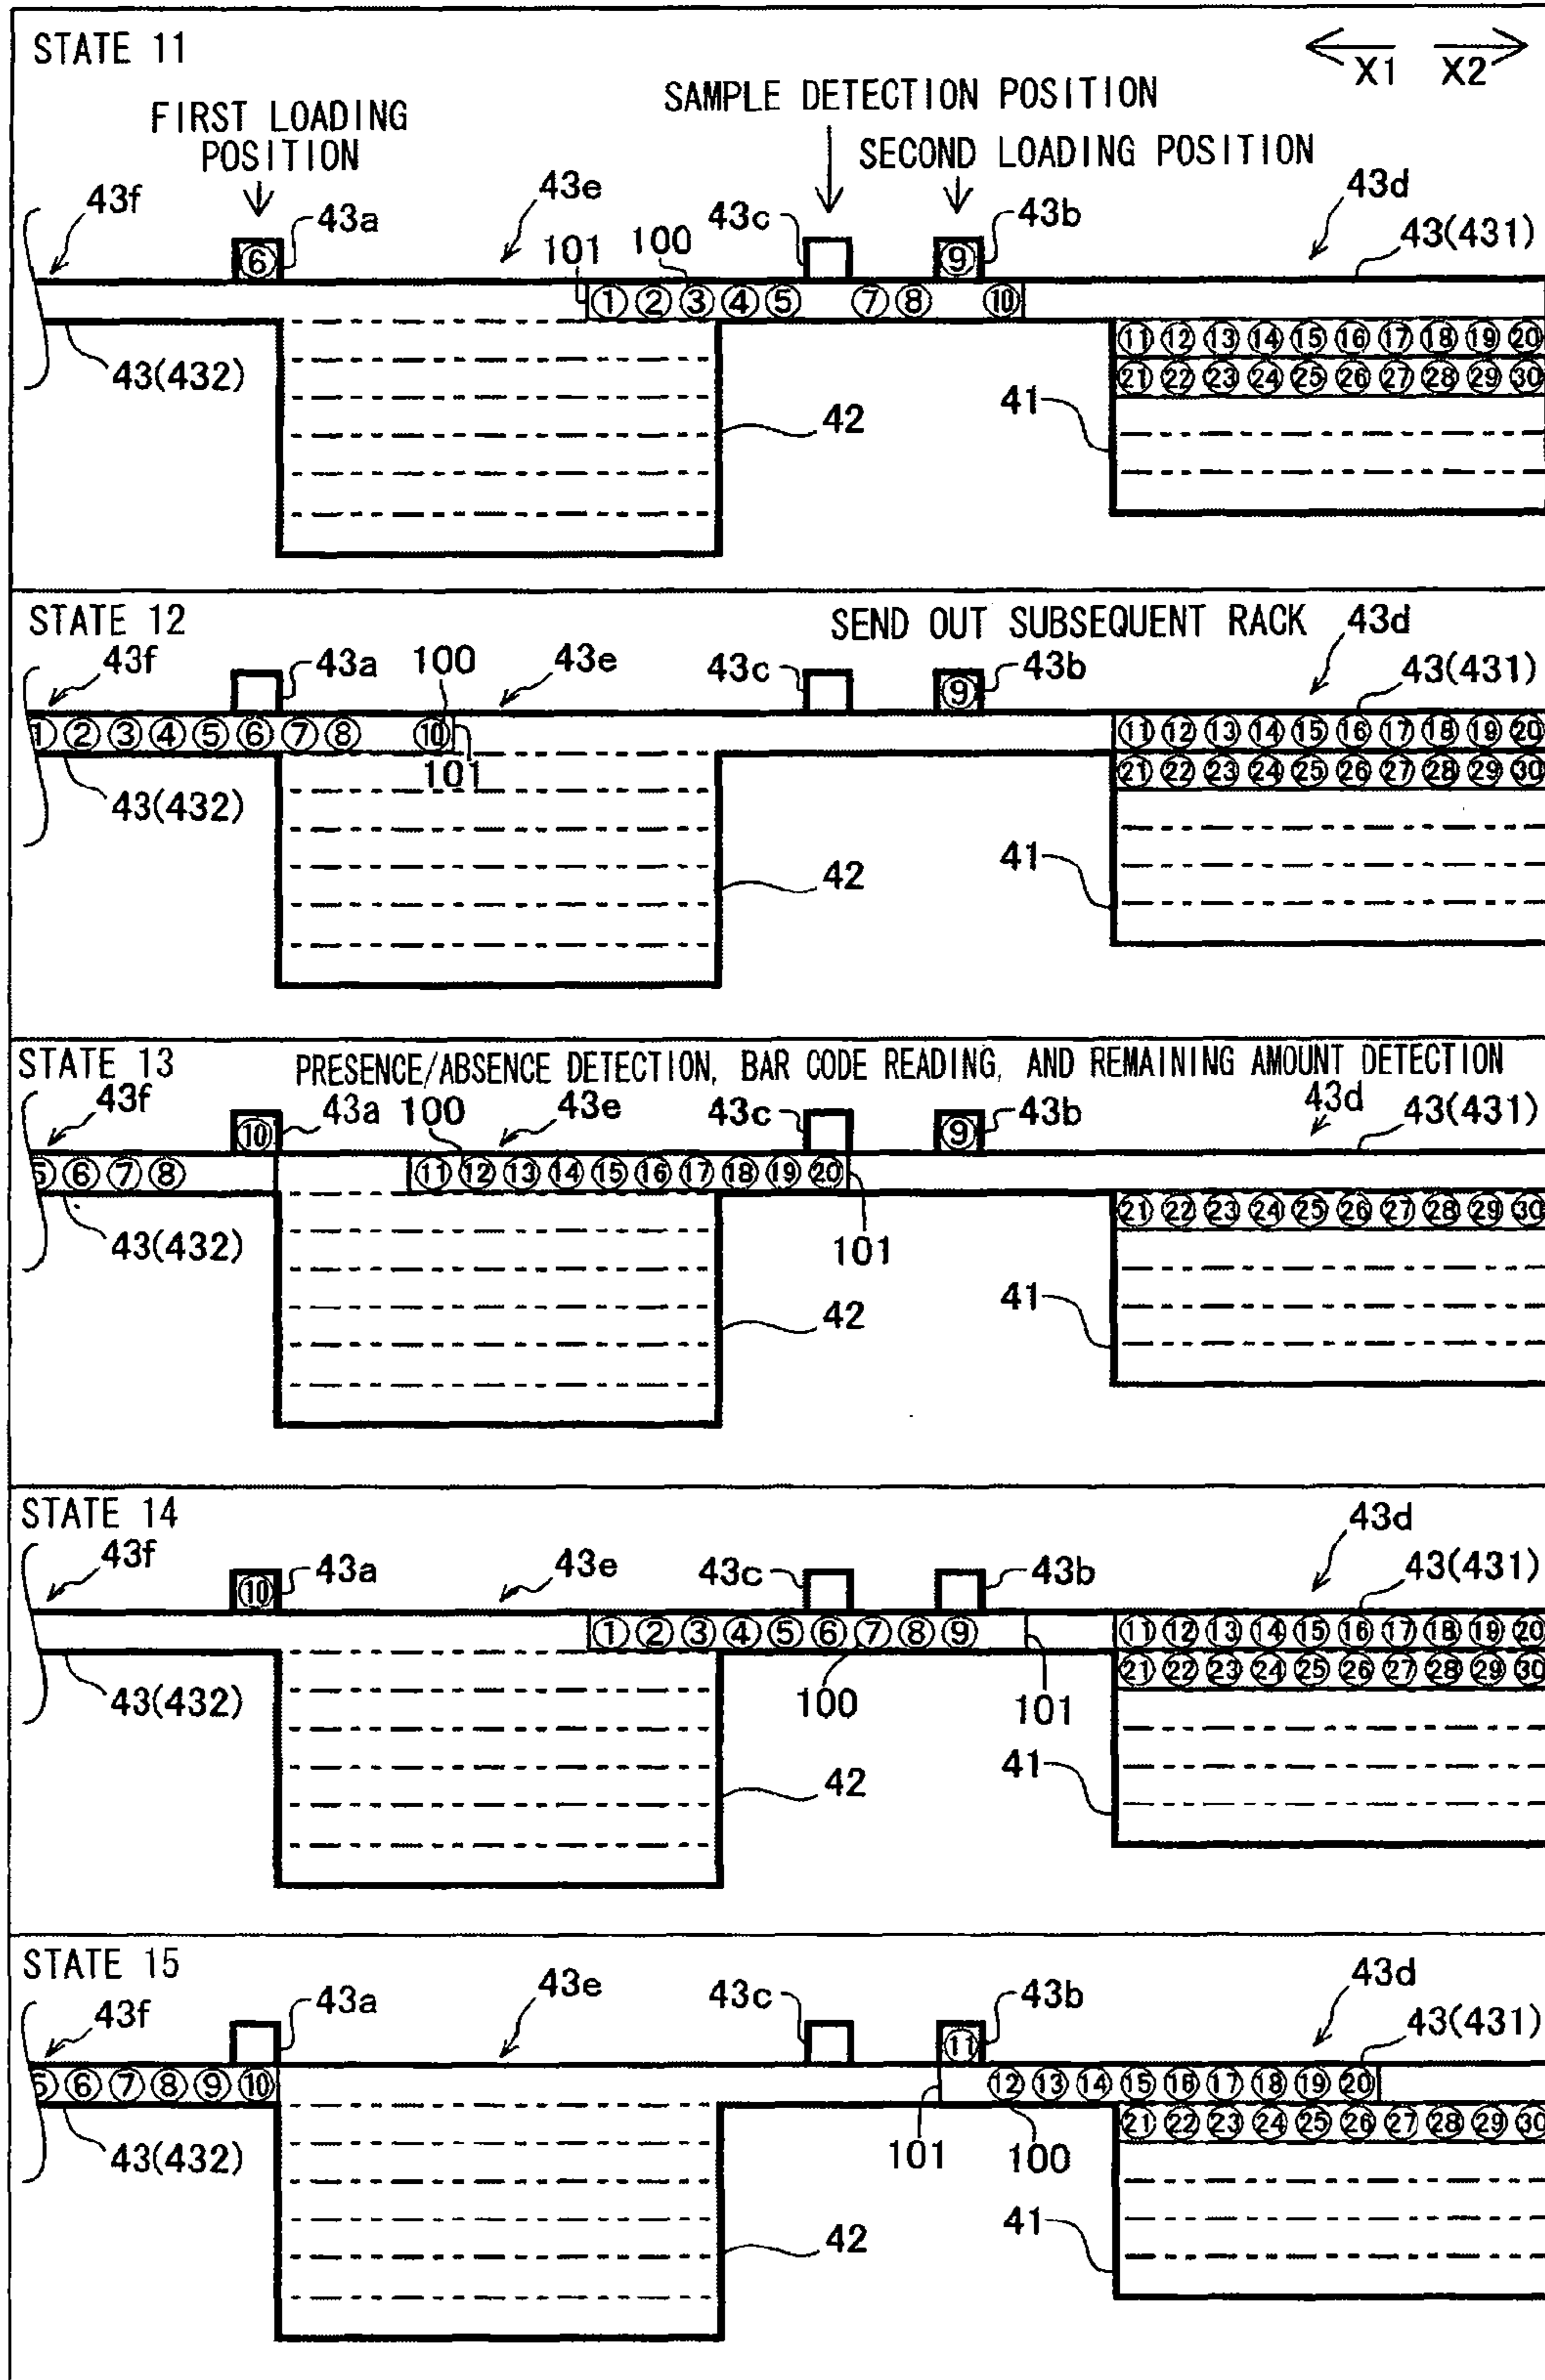 STATE 11
X1 X2
SAMPLE DETECTION POSITION
FIRST LOADING
POSITION
SECOND LOADING POSITION
43f 43a 43e 43c 43b 43d
101 100 43(431)
⑥ ⑨
① ② ③ ④ ⑤ ⑦ ⑧ ⑩
⑪ ⑫ ⑬ ⑭ ⑮ ⑯ ⑰ ⑱ ⑲ ⑳
43(432)
㉑ ㉒ ㉓ ㉔ ㉕ ㉖ ㉗ ㉘ ㉙ ㉚
42 41
STATE 12
SEND OUT SUBSEQUENT RACK 43d
43f 43a 100 43e 43c 43b
43(431)
⑨
① ② ③ ④ ⑤ ⑥ ⑦ ⑧ ⑩ ⑪ ⑫ ⑬ ⑭ ⑮ ⑯ ⑰ ⑱ ⑲ ⑳
101
㉑ ㉒ ㉓ ㉔ ㉕ ㉖ ㉗ ㉘ ㉙ ㉚
43(432)
42 41
STATE 13
PRESENCE/ABSENCE DETECTION, BAR CODE READING, AND REMAINING AMOUNT DETECTION
43f 43a 100 43e 43c 43b 43d
43(431)
⑩ ⑨
⑤ ⑥ ⑦ ⑧ ⑪ ⑫ ⑬ ⑭ ⑮ ⑯ ⑰ ⑱ ⑲ ⑳
㉑ ㉒ ㉓ ㉔ ㉕ ㉖ ㉗ ㉘ ㉙ ㉚
43(432) 101
42 41
STATE 14
43d
43f 43a 43e 43c 43b
43(431)
⑩
① ② ③ ④ ⑤ ⑥ ⑦ ⑧ ⑨ ⑪ ⑫ ⑬ ⑭ ⑮ ⑯ ⑰ ⑱ ⑲ ⑳
㉑ ㉒ ㉓ ㉔ ㉕ ㉖ ㉗ ㉘ ㉙ ㉚
43(432) 100 101
42 41
STATE 15
43f 43a 43e 43c 43b 43d
43(431)
⑪
⑤ ⑥ ⑦ ⑧ ⑨ ⑩ ⑫ ⑬ ⑭ ⑮ ⑯ ⑰ ⑱ ⑲ ⑳
㉑ ㉒ ㉓ ㉔ ㉕ ㉖ ㉗ ㉘ ㉙ ㉚
43(432) 101 100
42 41